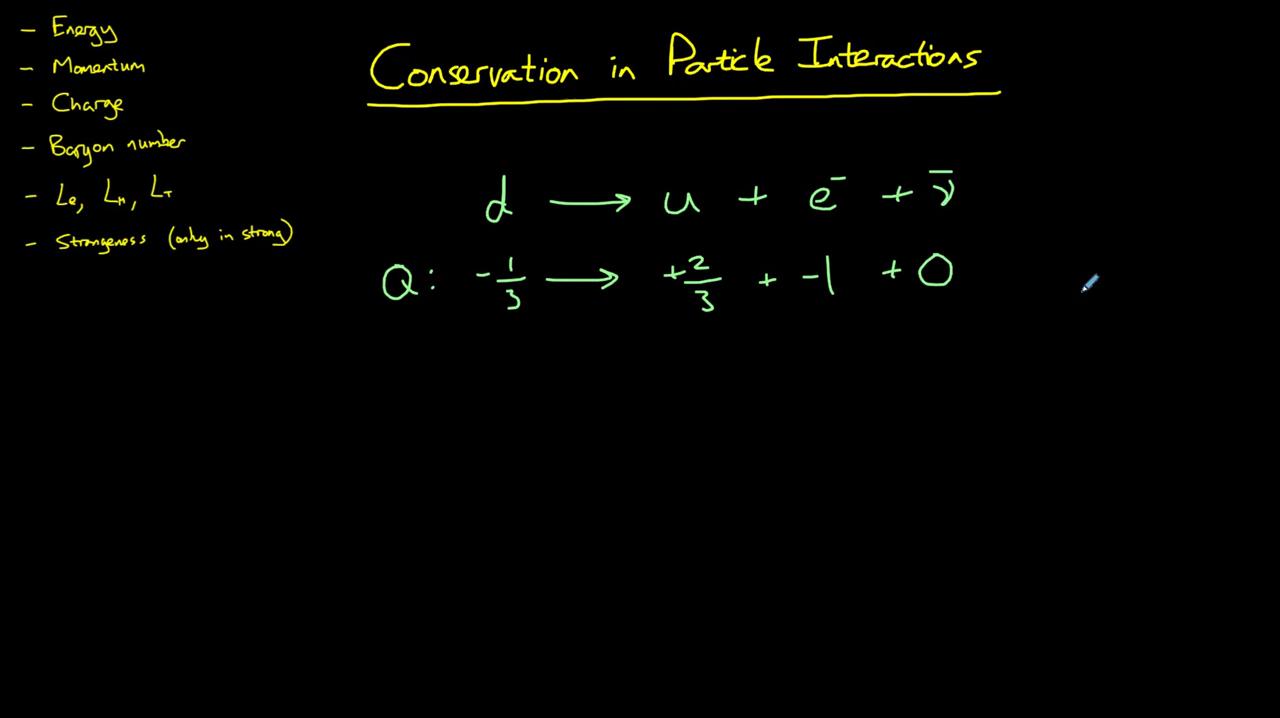 - Energy
- Momentum
- Charge
- Baryon number
- Le, Lμ, Lτ
- Strangeness (only in strong)
Conservation in Particle Interactions
d → u + e⁻ + ν̅
Q: -1/3 → +2/3 + -1 + 0